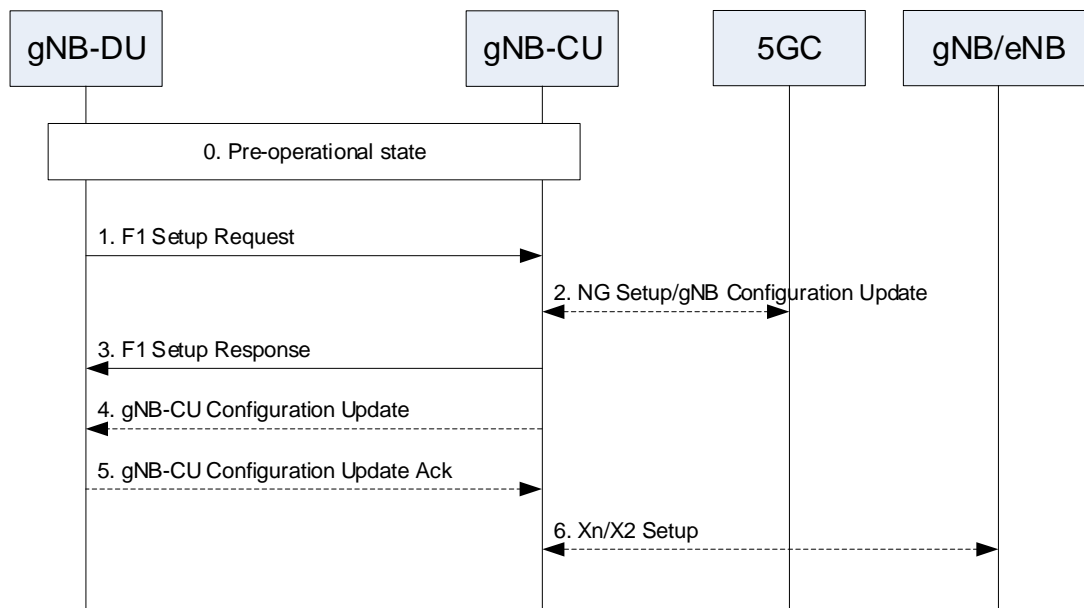 gNB-DU
gNB-CU
5GC
gNB/eNB
0. Pre-operational state
1. F1 Setup Request
2. NG Setup/gNB Configuration Update
3. F1 Setup Response
4. gNB-CU Configuration Update
5. gNB-CU Configuration Update Ack
6. Xn/X2 Setup